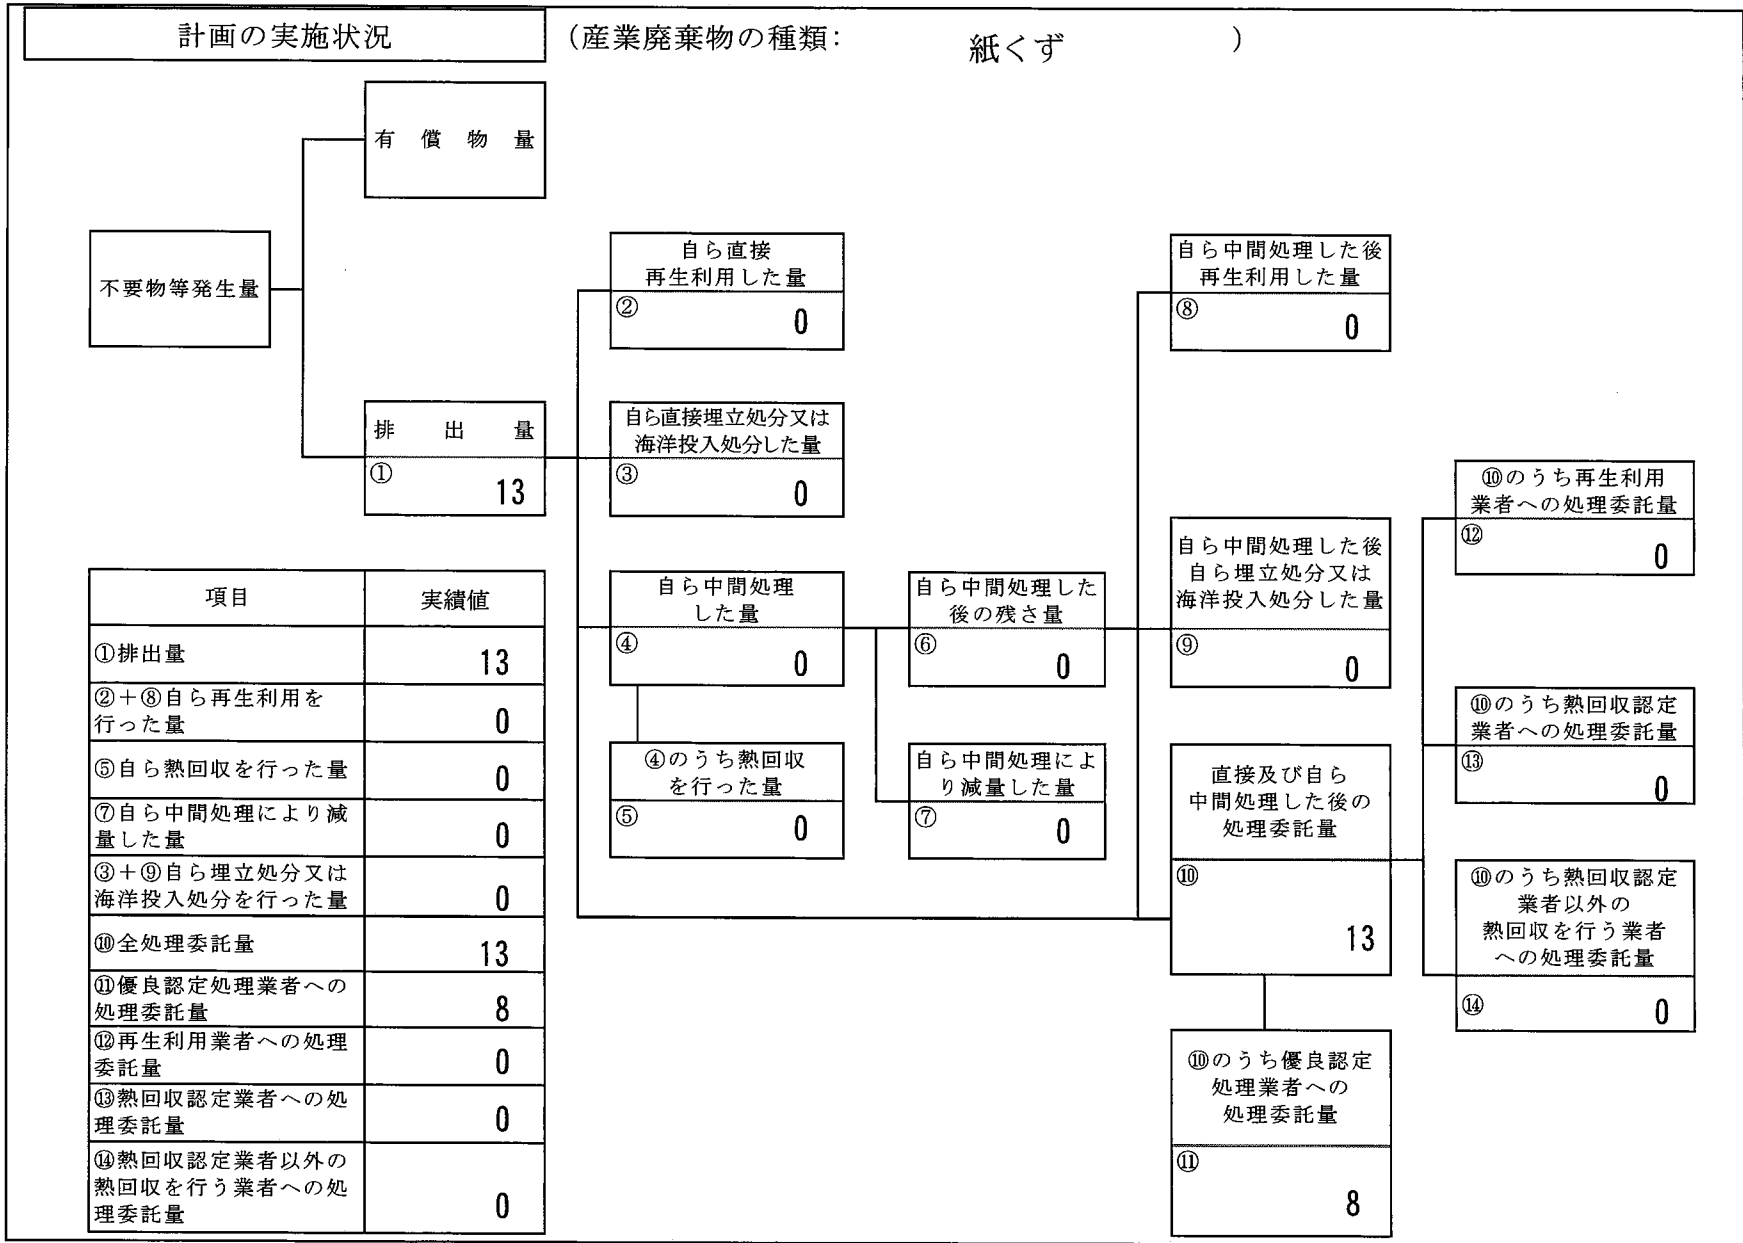 計画の実施状況
(産業廃棄物の種類: 紙くず )
有償物量
不要物等発生量
排出量
① 13
自ら直接
再生利用した量
② 0
自ら直接埋立処分又は
海洋投入処分した量
③ 0
自ら中間処理
した量
④ 0
④のうち熱回収
を行った量
⑤ 0
自ら中間処理した
後の残さ量
⑥ 0
自ら中間処理によ
り減量した量
⑦ 0
自ら中間処理した後
再生利用した量
⑧ 0
自ら中間処理した後
自ら埋立処分又は
海洋投入処分した量
⑨ 0
直接及び自ら
中間処理した後の
処理委託量
⑩ 13
⑩のうち優良認定
処理業者への
処理委託量
⑪ 8
⑩のうち再生利用
業者への処理委託量
⑫ 0
⑩のうち熱回収認定
業者への処理委託量
⑬ 0
⑩のうち熱回収認定
業者以外の
熱回収を行う業者
への処理委託量
⑭ 0
項目 実績値
①排出量 13
②+⑧自ら再生利用を
行った量 0
⑤自ら熱回収を行った量 0
⑦自ら中間処理により減
量した量 0
③+⑨自ら埋立処分又は
海洋投入処分を行った量 0
⑩全処理委託量 13
⑪優良認定処理業者への
処理委託量 8
⑫再生利用業者への処理
委託量 0
⑬熱回収認定業者への処
理委託量 0
⑭熱回収認定業者以外の
熱回収を行う業者への処
理委託量 0